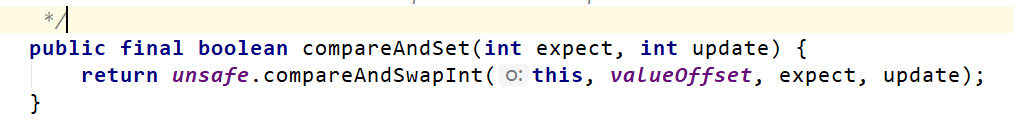 */
public final boolean compareAndSet(int expect, int update) {
return unsafe.compareAndSwapInt( o: this, valueOffset, expect, update);
}